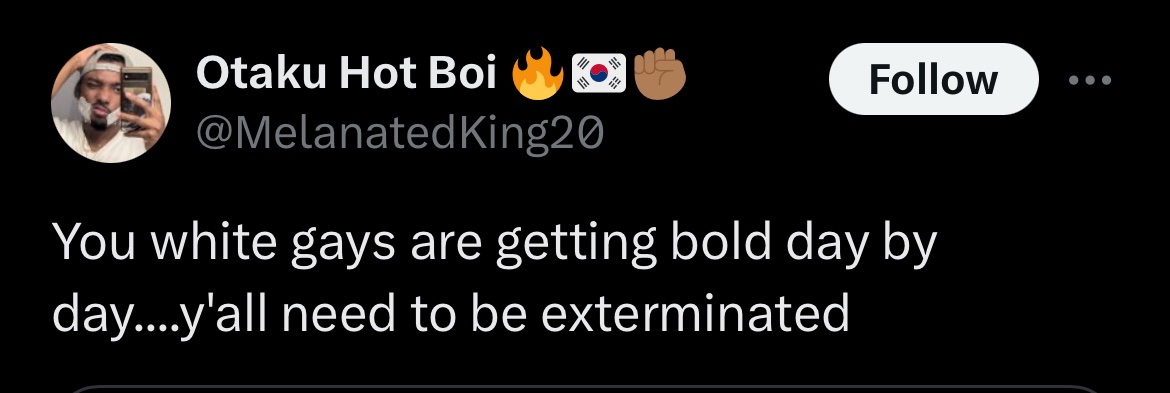 Otaku Hot Boi 🔥🇰🇷✊🏽
Follow
@MelanatedKing20
You white gays are getting bold day by
day....y'all need to be exterminated